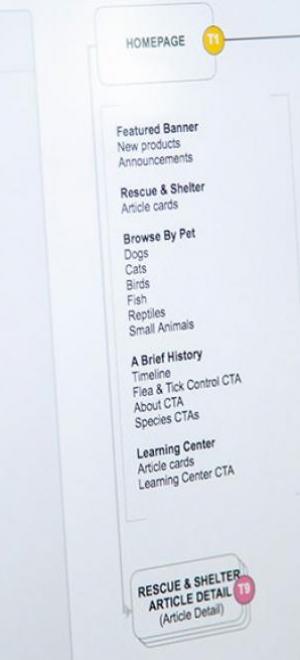 HOMEPAGE
T1
Featured Banner
New products
Announcements
Rescue & Shelter
Article cards
Browse By Pet
Dogs
Cats
Birds
Fish
Reptiles
Small Animals
A Brief History
Timeline
Flea & Tick Control CTA
About CTA
Species CTAs
Learning Center
Article cards
Learning Center CTA
RESCUE & SHELTER
ARTICLE DETAIL
T9
(Article Detail)